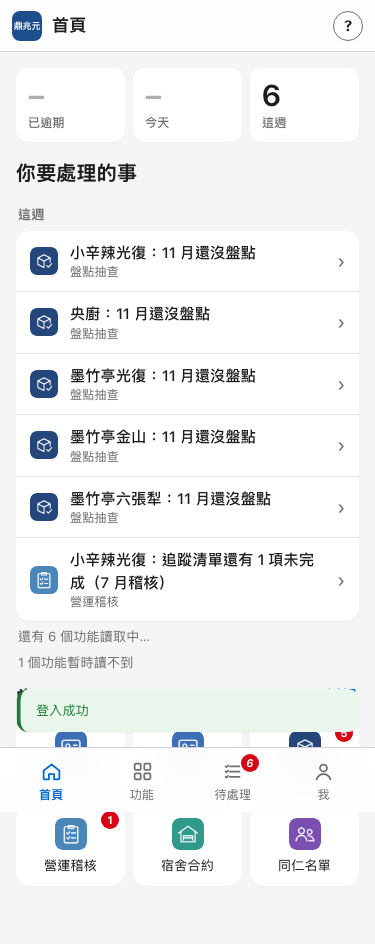 鼎兆元 首頁 ?
– – 6
已逾期 今天 這週
你要處理的事
這週
小辛辣光復：11 月還沒盤點
盤點抽查
央廚：11 月還沒盤點
盤點抽查
墨竹亭光復：11 月還沒盤點
盤點抽查
墨竹亭金山：11 月還沒盤點
盤點抽查
墨竹亭六張犁：11 月還沒盤點
盤點抽查
小辛辣光復：追蹤清單還有 1 項未完
成（7 月稽核）
營運稽核
還有 6 個功能讀取中...
1 個功能暫時讀不到
登入成功
5
6
首頁 功能 待處理 我
1
營運稽核 宿舍合約 同仁名單